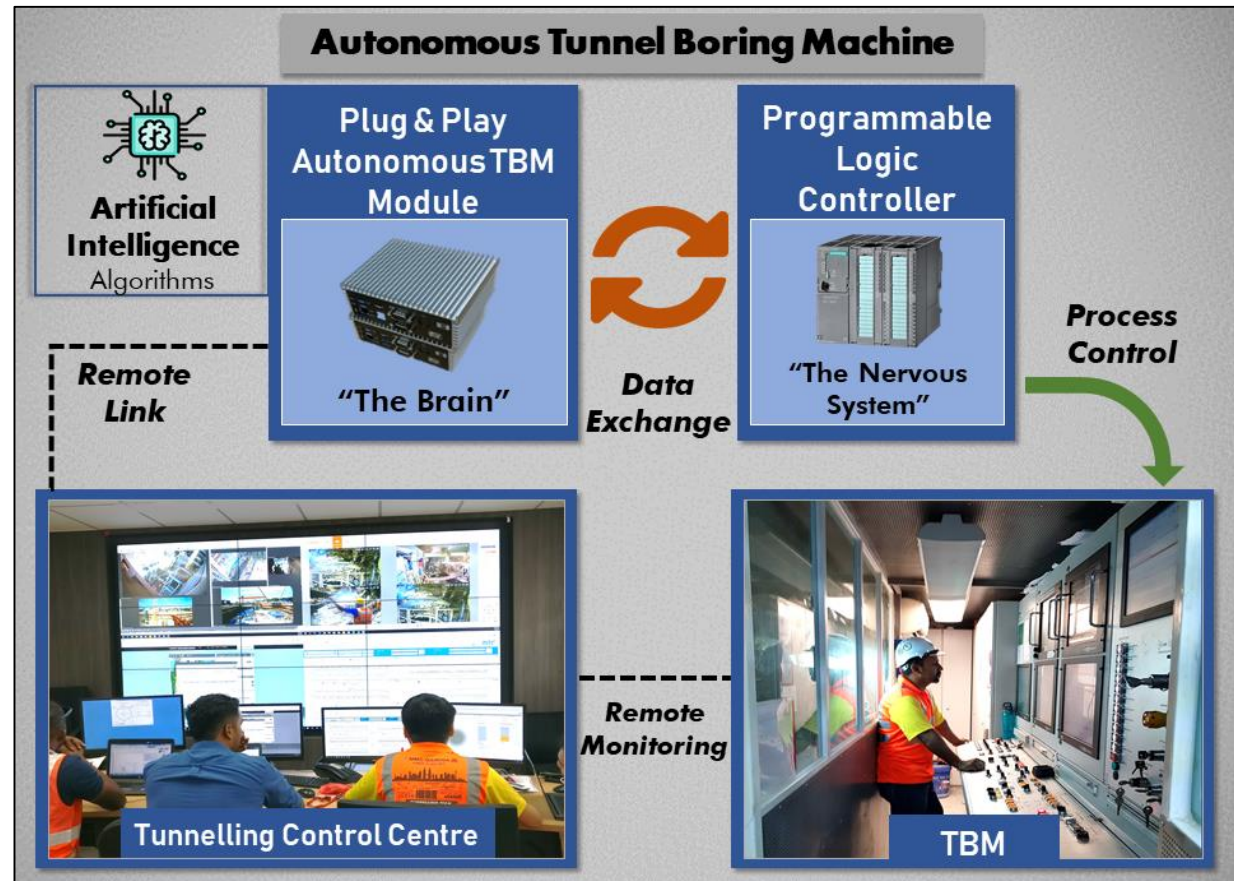 Autonomous Tunnel Boring Machine
Artificial
Intelligence
Algorithms
Plug & Play
Autonomous TBM
Module
“The Brain”
Programmable
Logic
Controller
“The Nervous
System”
Data
Exchange
Process
Control
Remote
Link
Remote
Monitoring
Tunnelling Control Centre
TBM